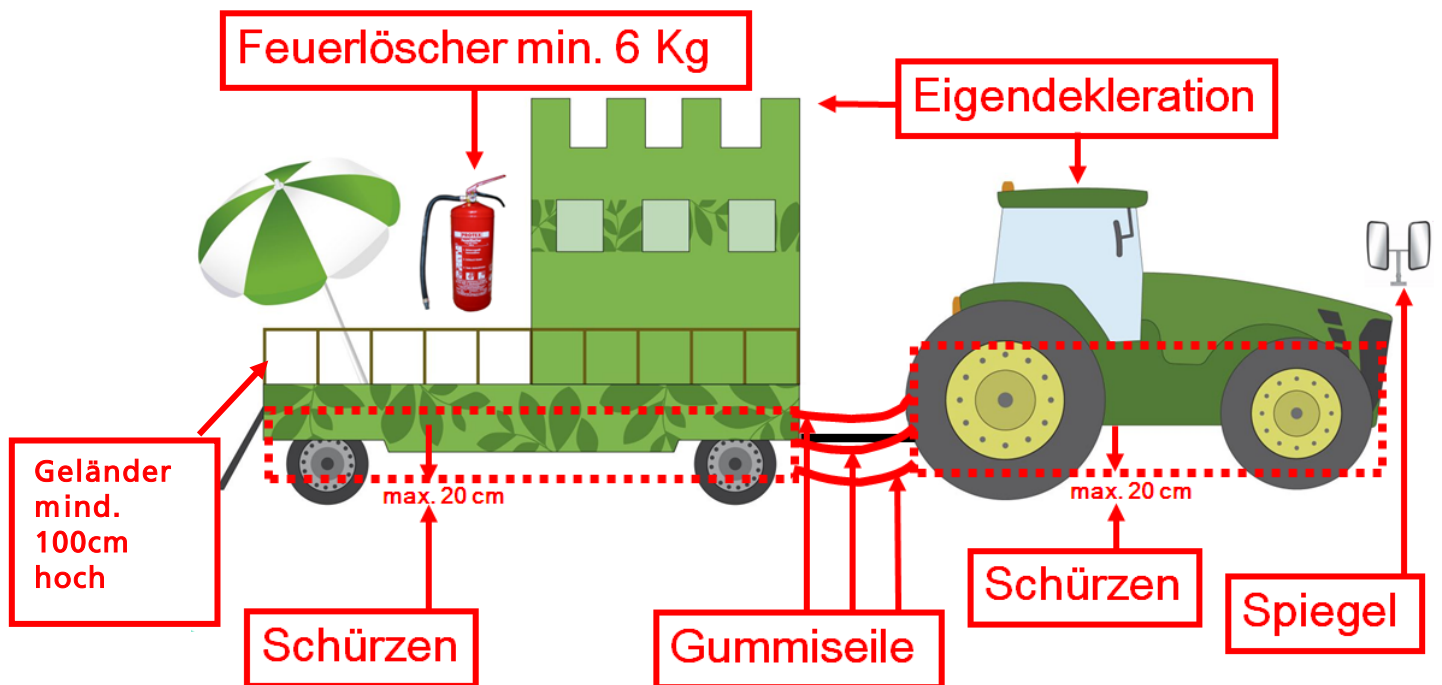 Feuerlöscher min. 6 Kg
Eigendekleration
Geländer
mind.
100cm
hoch
max. 20 cm
max. 20 cm
Schürzen
Gummiseile
Schürzen
Spiegel